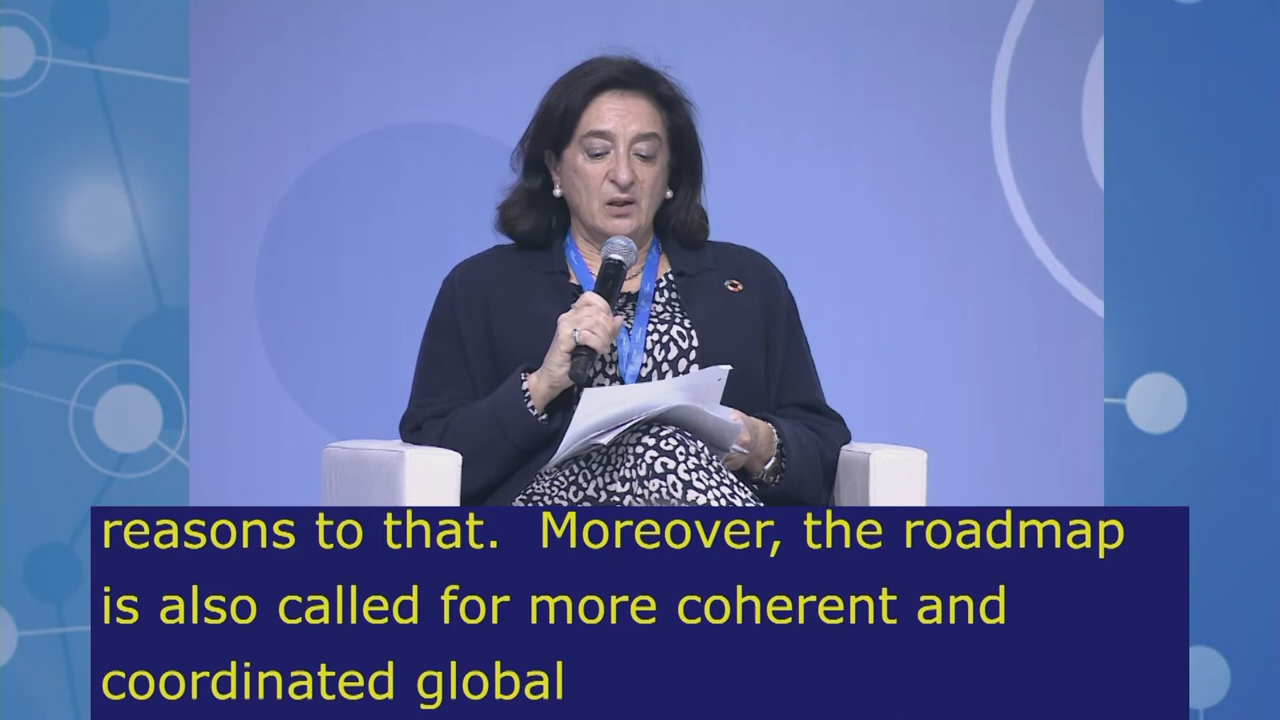 reasons to that.  Moreover, the roadmap
is also called for more coherent and
coordinated global